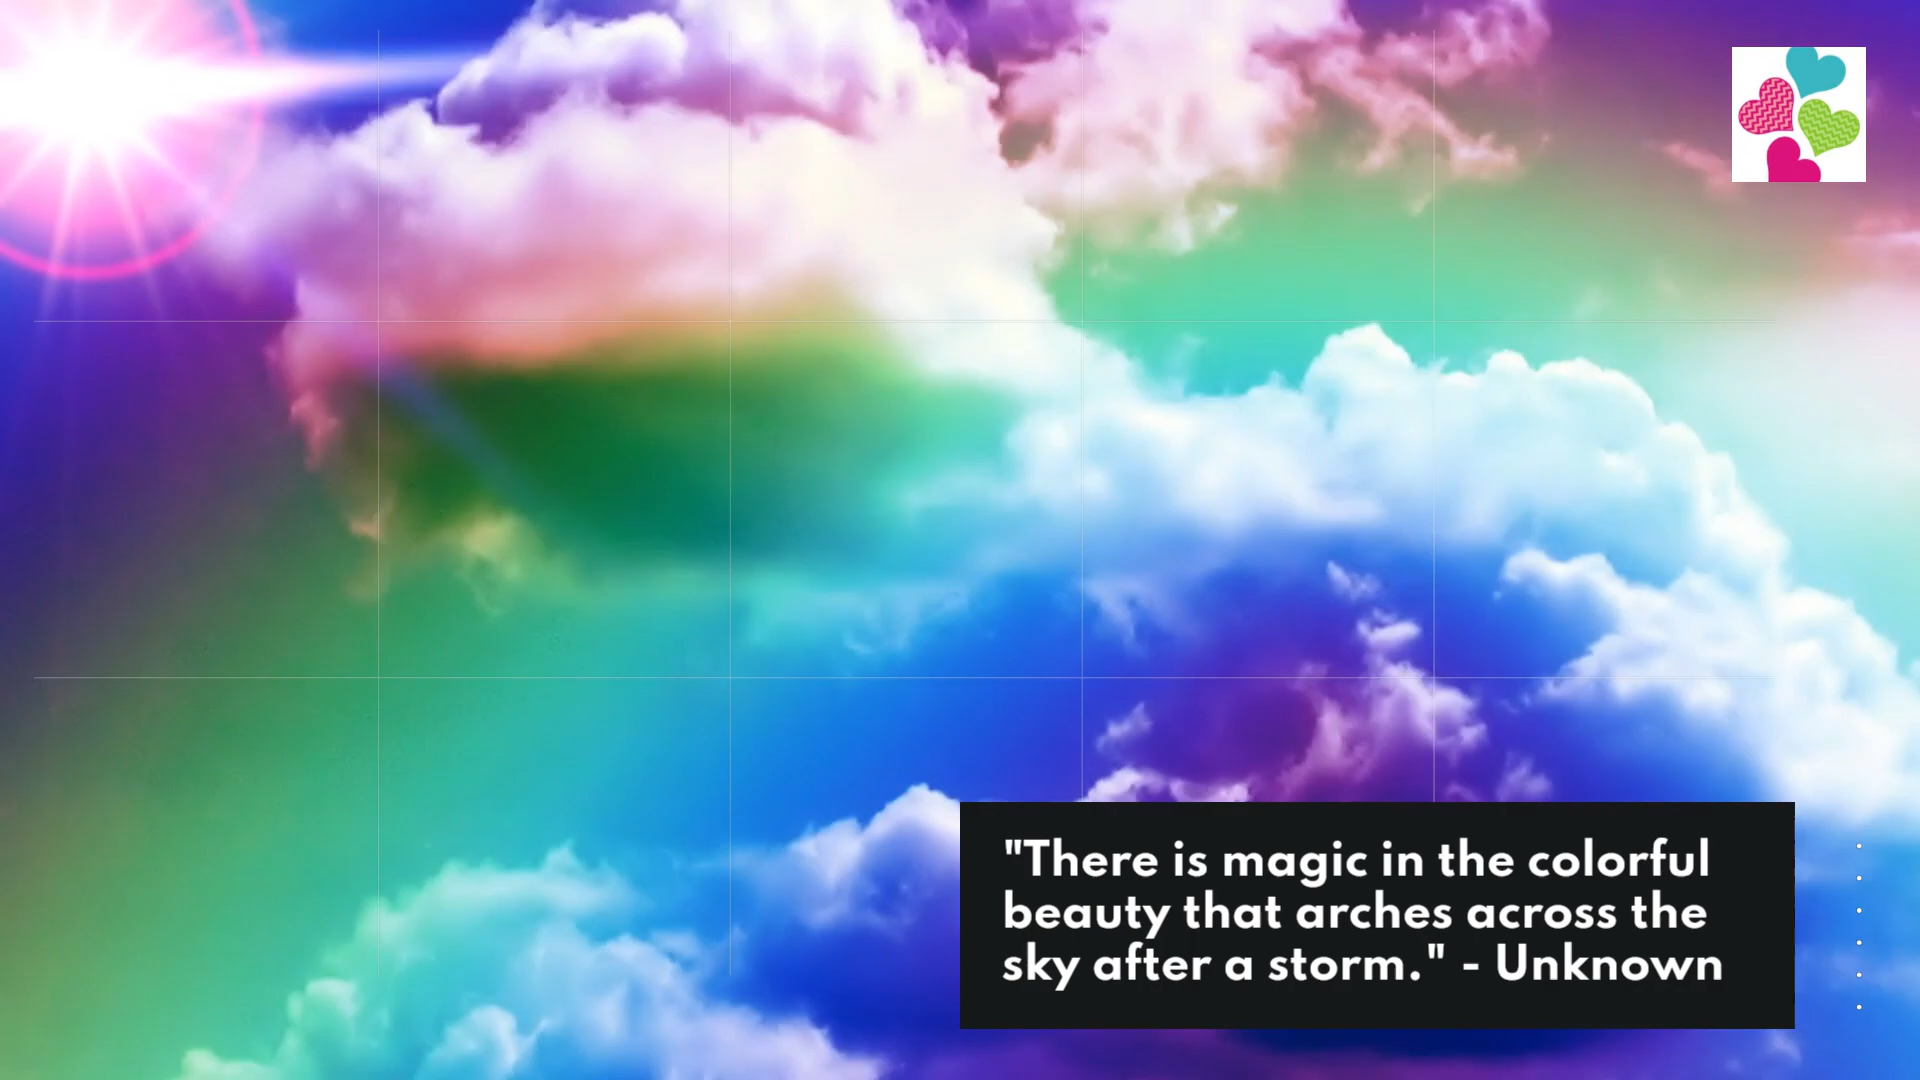 "There is magic in the colorful
beauty that arches across the
sky after a storm." - Unknown